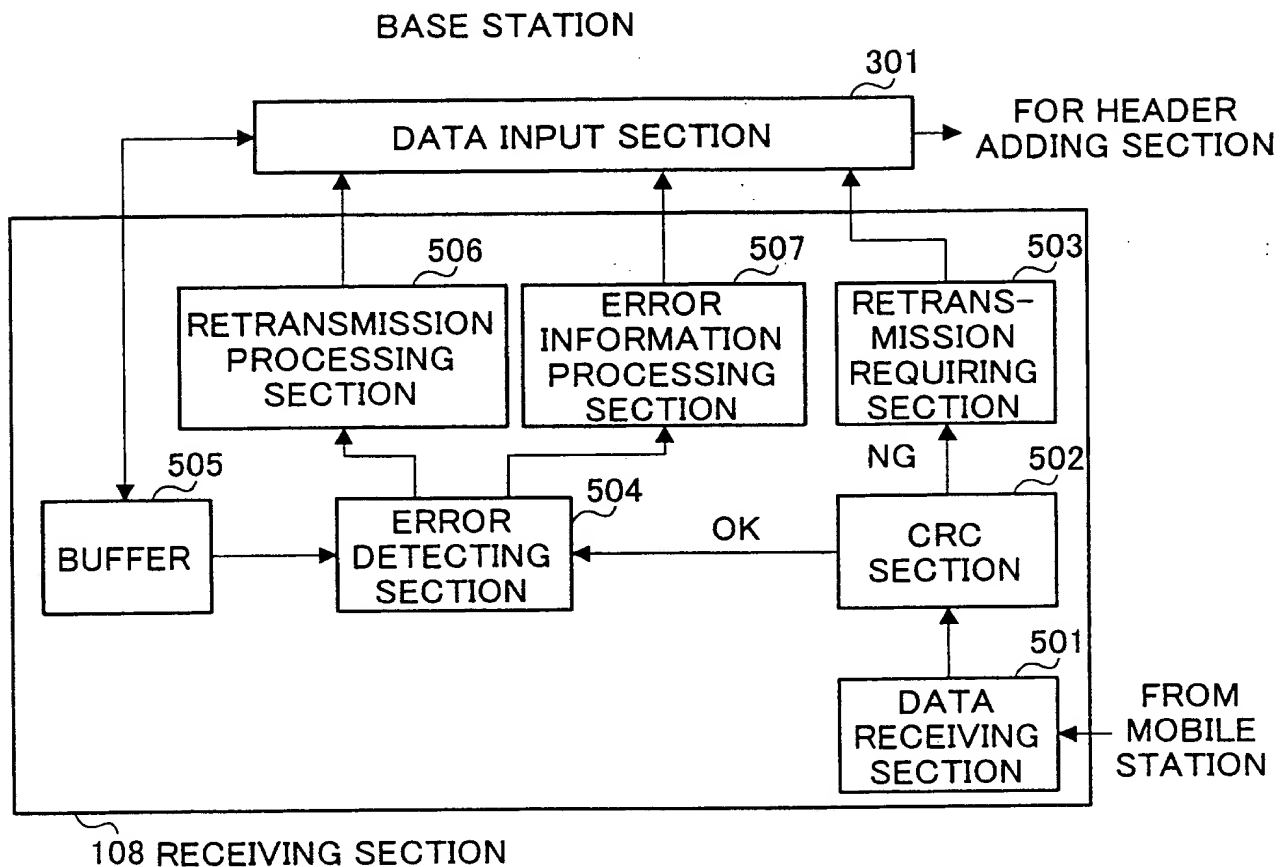 BASE STATION
301
DATA INPUT SECTION
FOR HEADER
ADDING SECTION
506
RETRANSMISSION
PROCESSING
SECTION
507
ERROR
INFORMATION
PROCESSING
SECTION
503
RETRANS-
MISSION
REQUIRING
SECTION
NG
505
BUFFER
504
ERROR
DETECTING
SECTION
OK
502
CRC
SECTION
501
DATA
RECEIVING
SECTION
FROM
MOBILE
STATION
108 RECEIVING SECTION